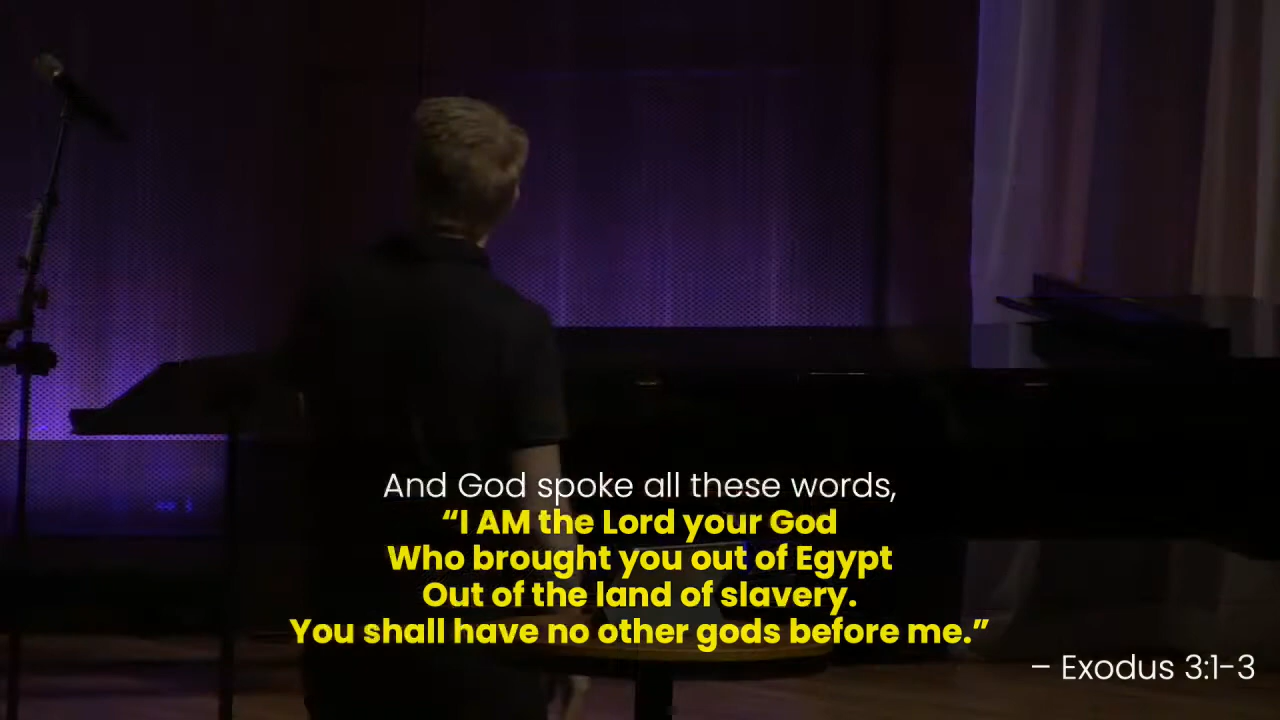 And God spoke all these words,
“I AM the Lord your God
Who brought you out of Egypt
Out of the land of slavery.
You shall have no other gods before me.”
– Exodus 3:1-3